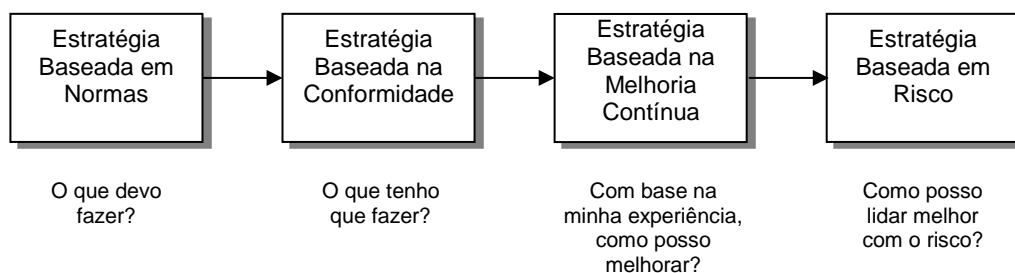 Estratégia
Baseada em
Normas
Estratégia
Baseada na
Conformidade
Estratégia
Baseada na
Melhoria
Contínua
Estratégia
Baseada em
Risco
O que devo
fazer?
O que tenho
que fazer?
Com base na
minha experiência,
como posso
melhorar?
Como posso
lidar melhor
com o risco?